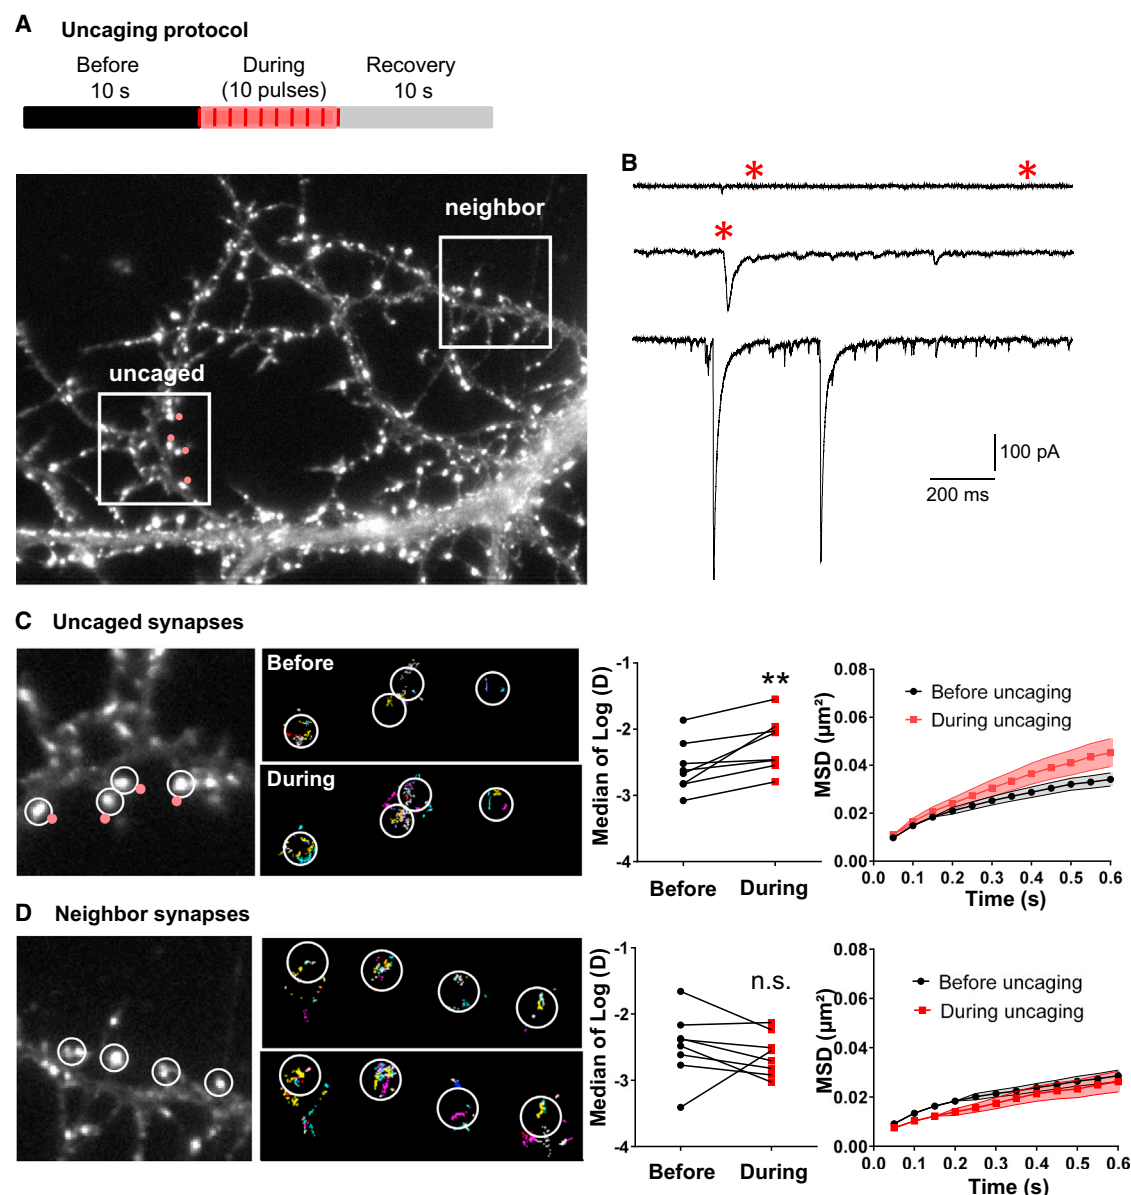 A Uncaging protocol
Before During Recovery
10 s (10 pulses) 10 s
neighbor
uncaged
B
* *
*
100 pA
200 ms
C Uncaged synapses
Before
During
Median of Log (D)
-1
-2
-3
-4
**
Before During
MSD (µm²)
0.08
0.06
0.04
0.02
0.00
Before uncaging
During uncaging
0.0 0.1 0.2 0.3 0.4 0.5 0.6
Time (s)
D Neighbor synapses
Median of Log (D)
-1
-2
-3
-4
n.s.
Before During
MSD (µm²)
0.08
0.06
0.04
0.02
0.00
Before uncaging
During uncaging
0.0 0.1 0.2 0.3 0.4 0.5 0.6
Time (s)